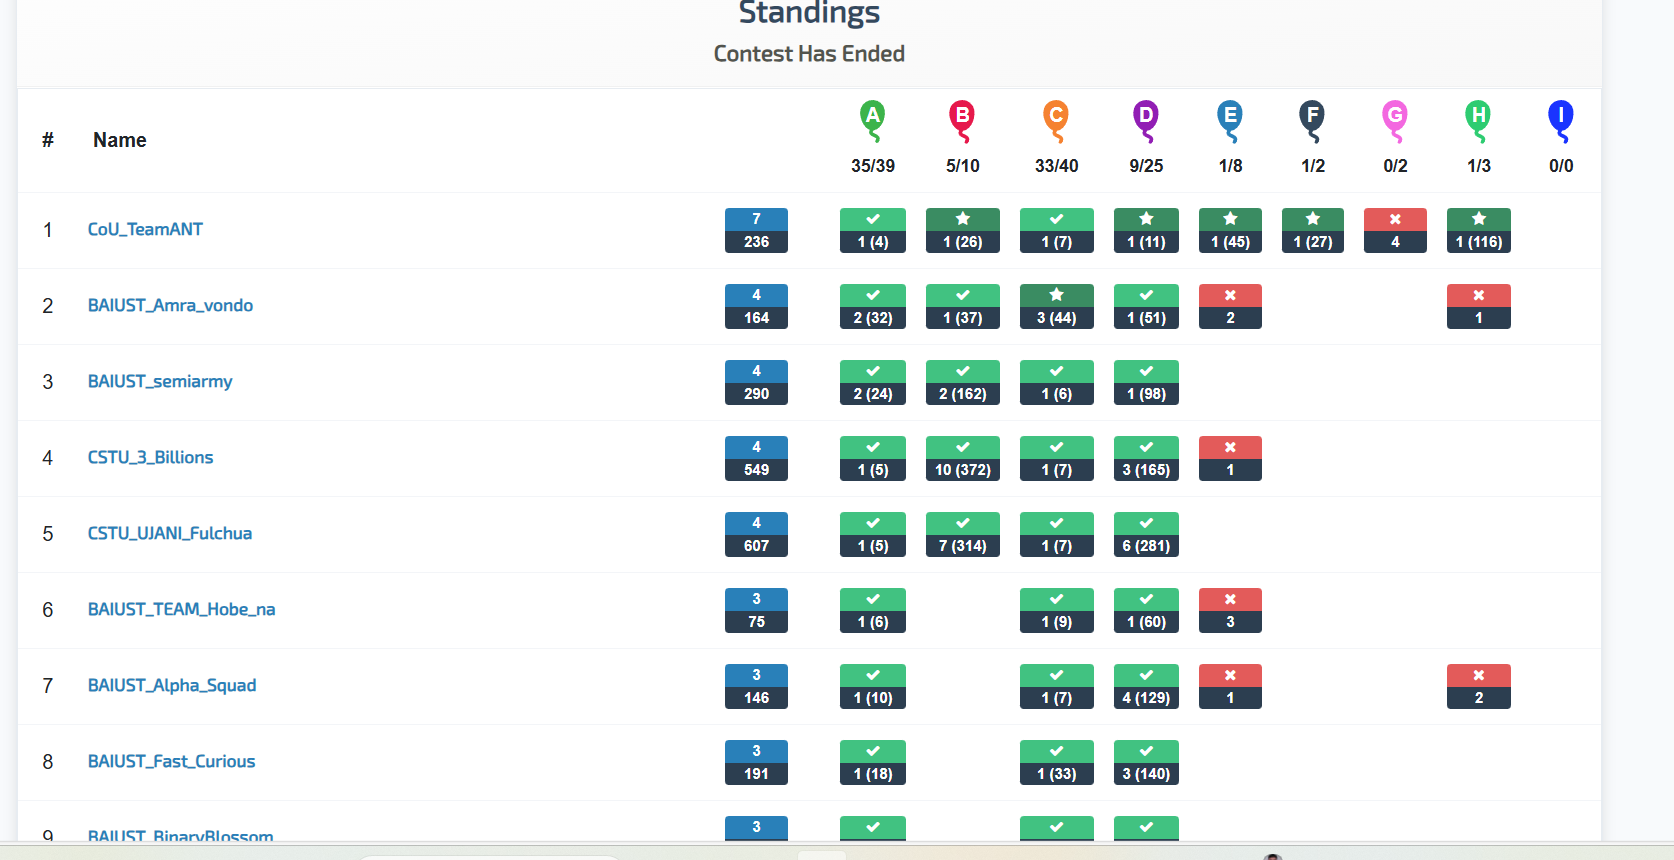 Standings
Contest Has Ended
# Name A B C D E F G H I
35/39 5/10 33/40 9/25 1/8 1/2 0/2 1/3 0/0
1 CoU_TeamANT 7
236 1 (4) 1 (26) 1 (7) 1 (11) 1 (45) 1 (27) 4 1 (116)
2 BAIUST_Amra_vondo 4
164 2 (32) 1 (37) 3 (44) 1 (51) 2 1
3 BAIUST_semiarmy 4
290 2 (24) 2 (162) 1 (6) 1 (98)
4 CSTU_3_Billions 4
549 1 (5) 10 (372) 1 (7) 3 (165) 1
5 CSTU_UJANI_Fulchua 4
607 1 (5) 7 (314) 1 (7) 6 (281)
6 BAIUST_TEAM_Hobe_na 3
75 1 (6) 1 (9) 1 (60) 3
7 BAIUST_Alpha_Squad 3
146 1 (10) 1 (7) 4 (129) 1 2
8 BAIUST_Fast_Curious 3
191 1 (18) 1 (33) 3 (140)
9 BAIUST_BinaryBlossom 3